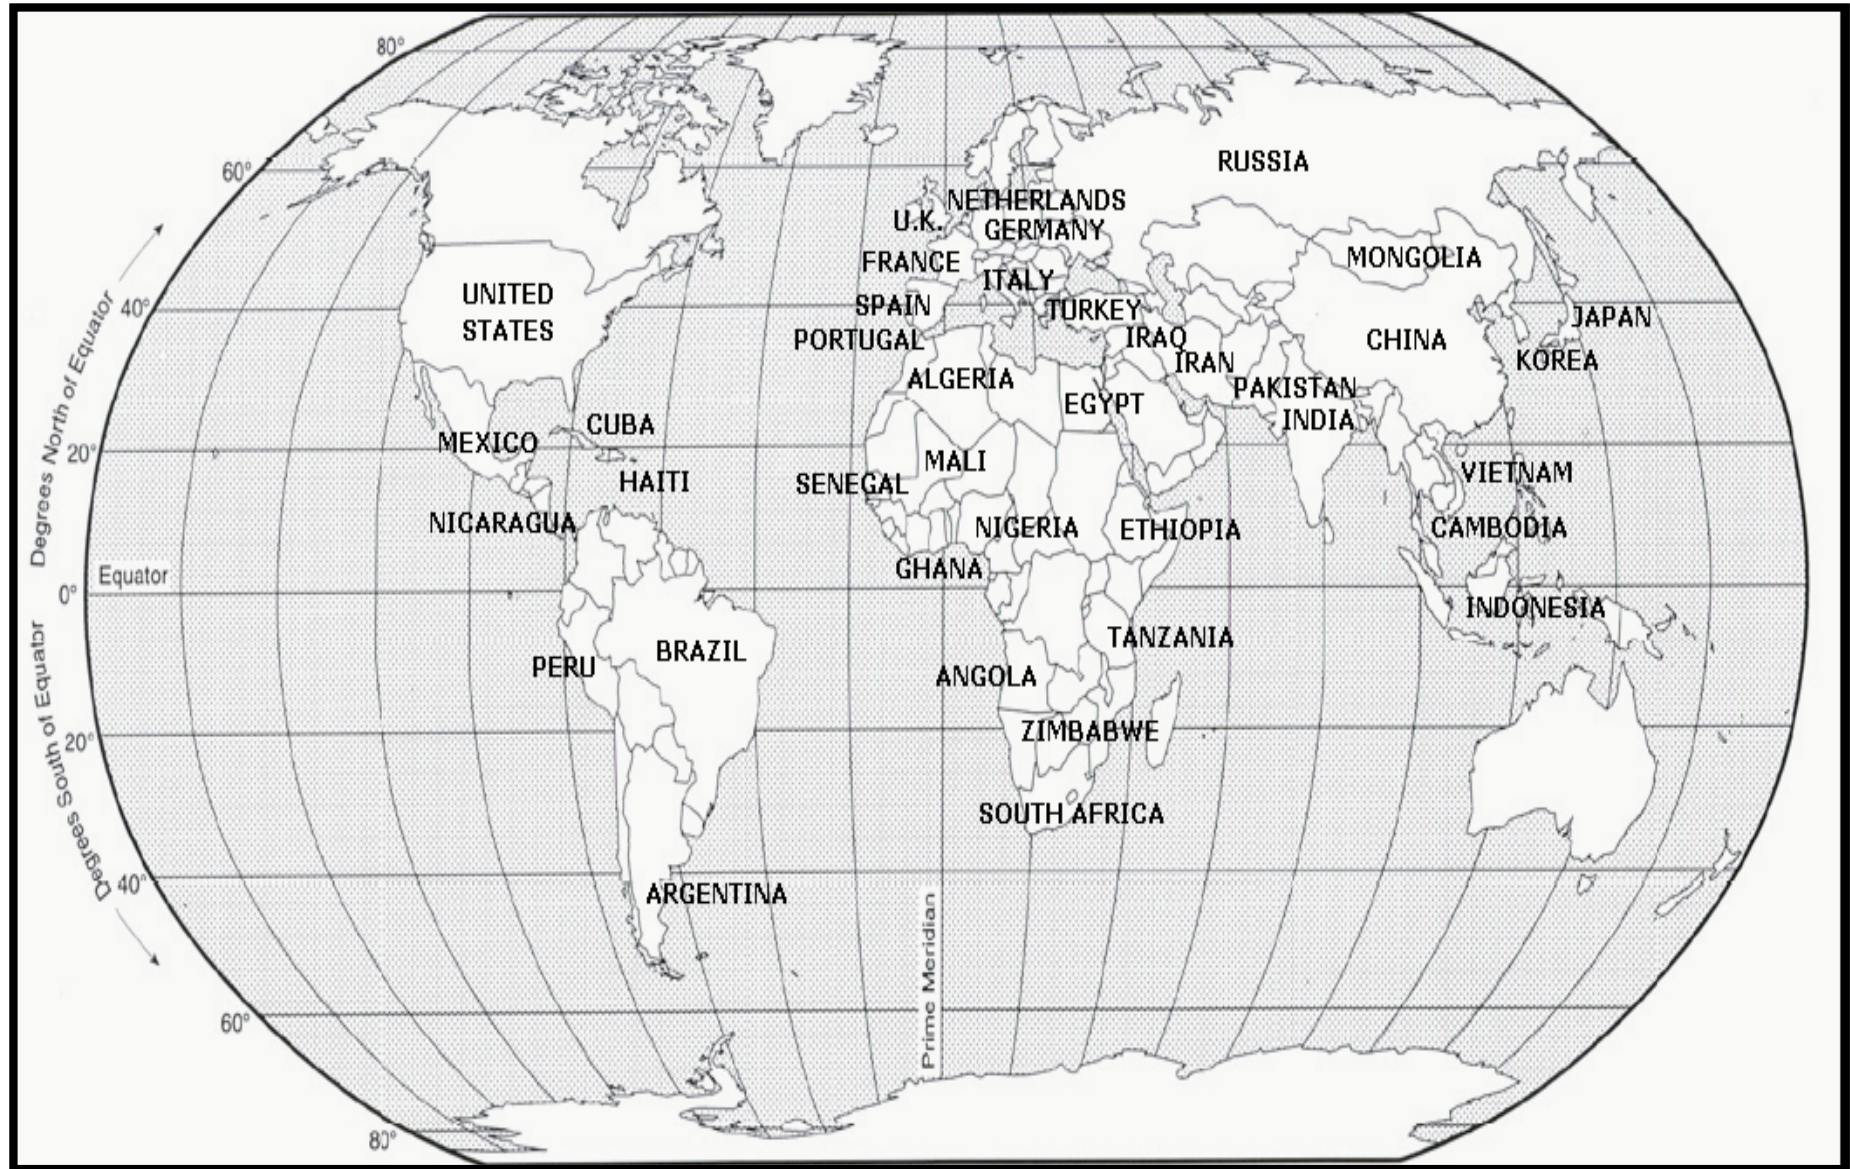 80°
60°
40°
20°
0°
20°
40°
60°
80°
Degrees North of Equator
Degrees South of Equator
Equator
Prime Meridian
RUSSIA
NETHERLANDS
U.K.
GERMANY
FRANCE
ITALY
MONGOLIA
UNITED
STATES
SPAIN
TURKEY
JAPAN
PORTUGAL
IRAQ
CHINA
IRAN
KOREA
ALGERIA
PAKISTAN
EGYPT
INDIA
CUBA
MEXICO
MALI
HAITI
SENEGAL
VIETNAM
NICARAGUA
NIGERIA
ETHIOPIA
CAMBODIA
GHANA
INDONESIA
TANZANIA
BRAZIL
PERU
ANGOLA
ZIMBABWE
SOUTH AFRICA
ARGENTINA